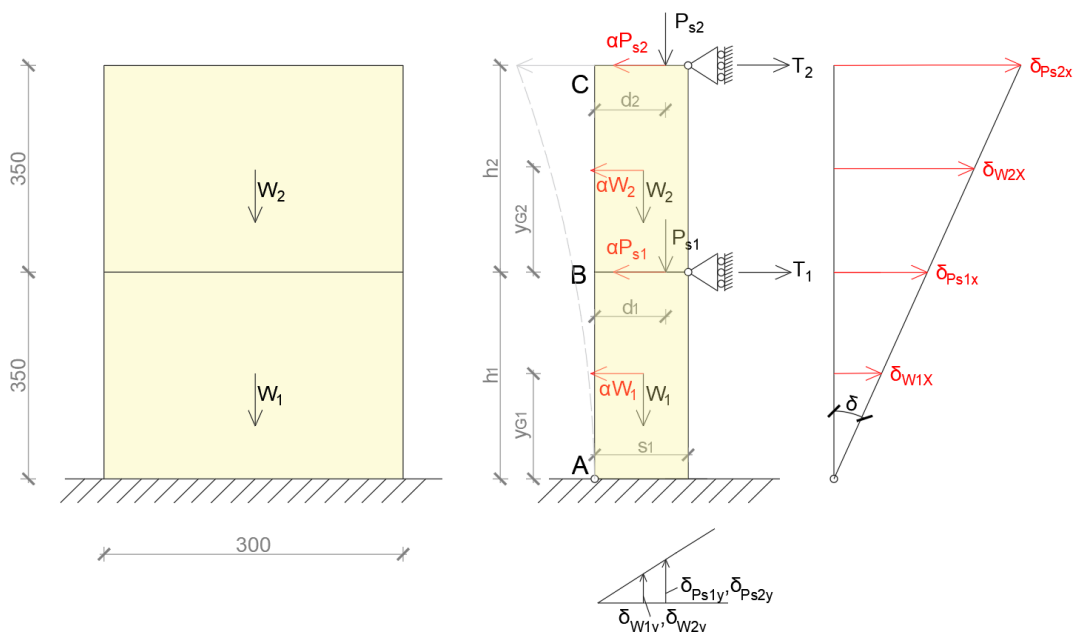 350
350
W₂
W₁
300
h₂
h₁
yG₂
yG₁
Pₛ₂
αPₛ₂
T₂
C
d₂
αW₂
W₂
Pₛ₁
αPₛ₁
B
T₁
d₁
αW₁
W₁
s₁
A
δPs1y,δPs2y
δW1y,δW2y
δPs2x
δW2X
δPs1x
δW1X
δ